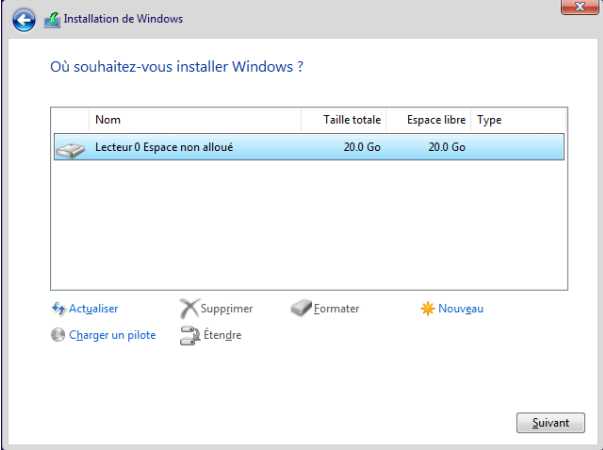 Installation de Windows
Où souhaitez-vous installer Windows ?
Nom Taille totale Espace libre Type
Lecteur 0 Espace non alloué 20.0 Go 20.0 Go
Actualiser Supprimer Formater Nouveau
Charger un pilote Étendre
Suivant